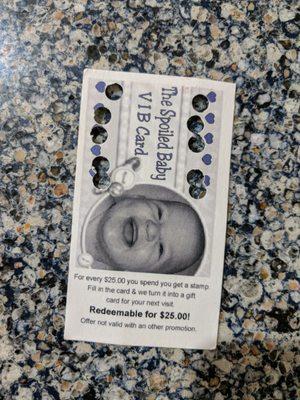 The Spoiled Baby
VIB Card
For every $25.00 you spend you get a stamp.
Fill in the card & we turn it into a gift
card for your next visit.
Redeemable for $25.00!
Offer not valid with an other promotion.